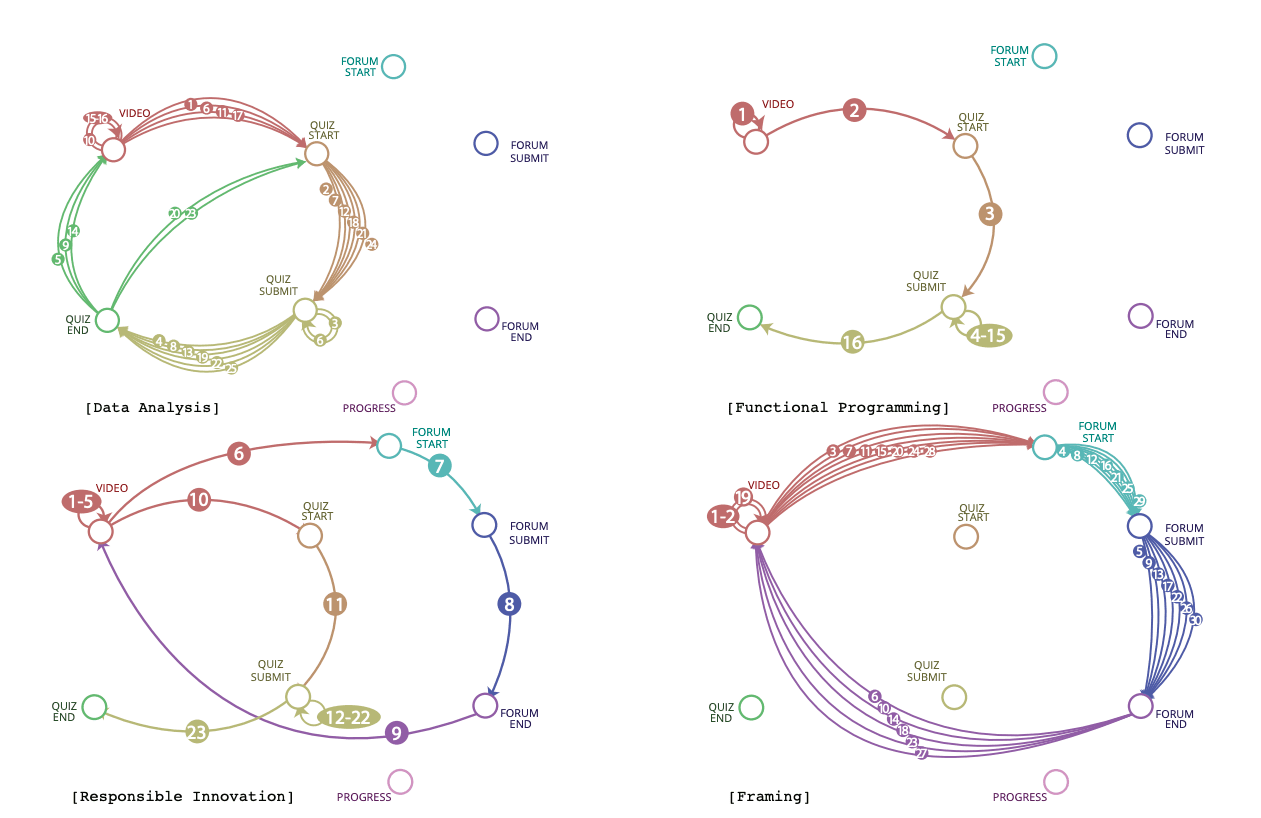 FORUM
START
VIDEO
1
6
11
17
15-16
10
QUIZ
START
FORUM
SUBMIT
2
7
12
18
21
24
20
23
14
9
5
QUIZ
SUBMIT
3
6
QUIZ
END
4
8
13
19
22
25
FORUM
END
PROGRESS
[Data Analysis]
FORUM
START
1
VIDEO
2
QUIZ
START
FORUM
SUBMIT
3
QUIZ
SUBMIT
QUIZ
END
16
4-15
FORUM
END
PROGRESS
[Functional Programming]
FORUM
START
6
7
VIDEO
1-5
10
QUIZ
START
FORUM
SUBMIT
11
8
QUIZ
SUBMIT
QUIZ
END
12-22
23
9
FORUM
END
PROGRESS
[Responsible Innovation]
FORUM
START
3
7
11
15
20
24
28
4
8
12
16
21
25
29
VIDEO
19
1-2
QUIZ
START
FORUM
SUBMIT
5
9
13
17
22
26
30
QUIZ
SUBMIT
QUIZ
END
6
10
14
18
23
27
FORUM
END
PROGRESS
[Framing]